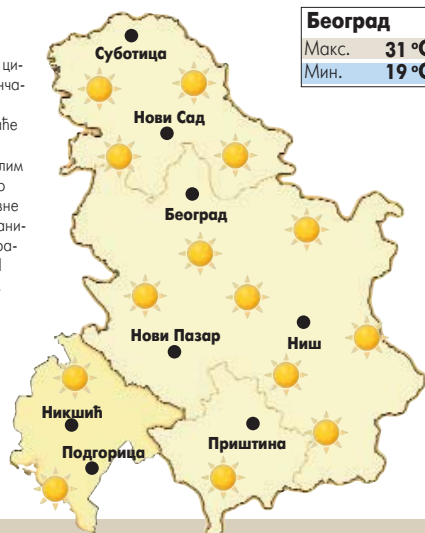 Београд
Макс. 31 °C
Мин. 19 °C
Суботица
Нови Сад
Београд
Нови Пазар
Ниш
Никшић
Приштина
Подгорица